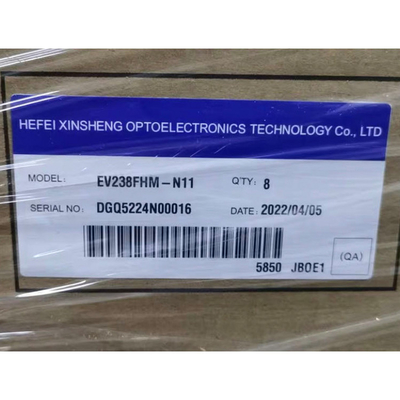 HEFEI XINSHENG OPTOELECTRONICS TECHNOLOGY Co., LTD
MODEL: EV238FHM-N11 QTY: 8
SERIAL NO: DGQ5224N00016 DATE: 2022/04/05
5850 JBOE1 (QA)